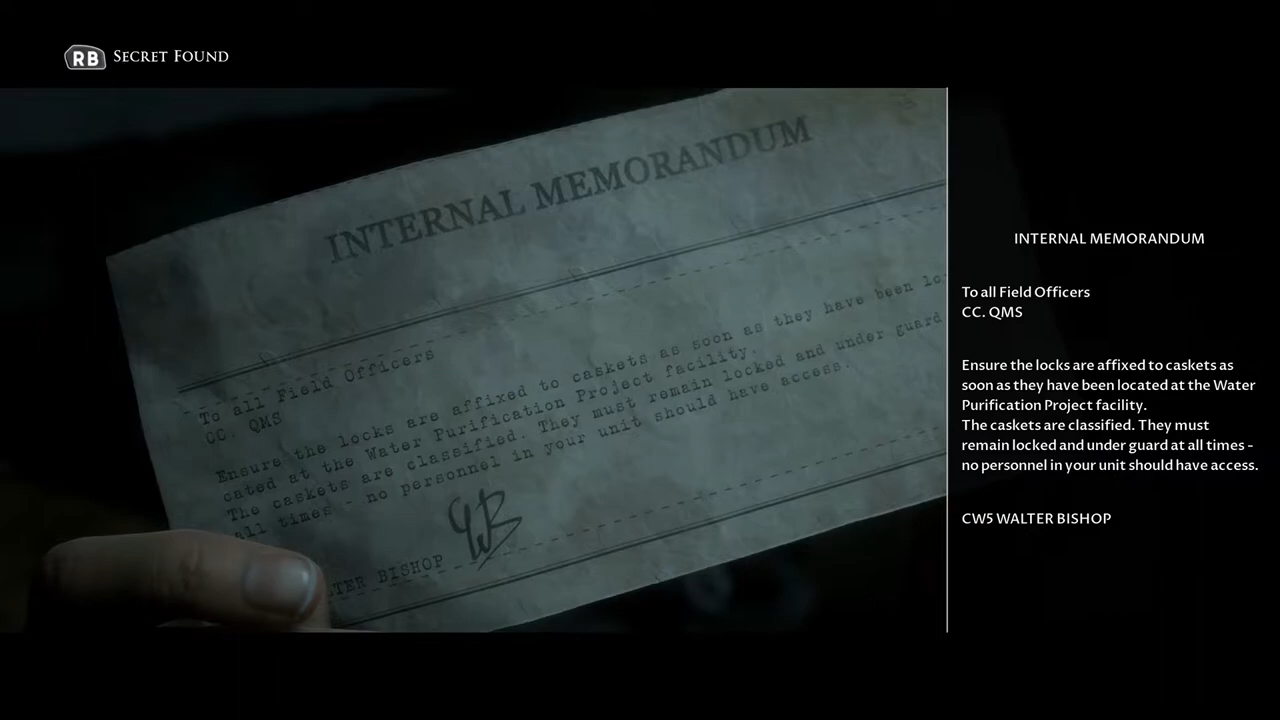 RB SECRET FOUND
INTERNAL MEMORANDUM
To all Field Officers
CC. QMS
Ensure the locks are affixed to caskets as soon as they have been lo
cated at the Water Purification Project facility.
The caskets are classified. They must remain locked and under guard
all times - no personnel in your unit should have access.
TER BISHOP
WB
INTERNAL MEMORANDUM
To all Field Officers
CC. QMS
Ensure the locks are affixed to caskets as
soon as they have been located at the Water
Purification Project facility.
The caskets are classified. They must
remain locked and under guard at all times -
no personnel in your unit should have access.
CW5 WALTER BISHOP